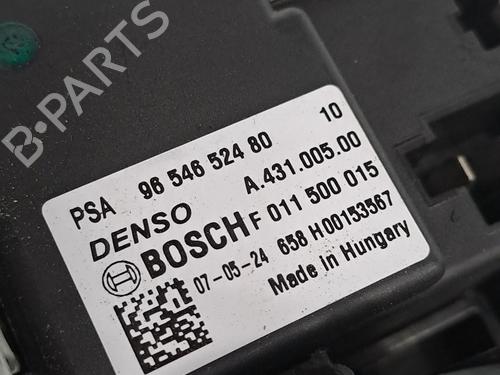 B-PARTS
PSA 96 546 524 80 10
DENSO A.431.005.00
BOSCH F 011 500 015
07-05-24 658 H00153567
Made in Hungary